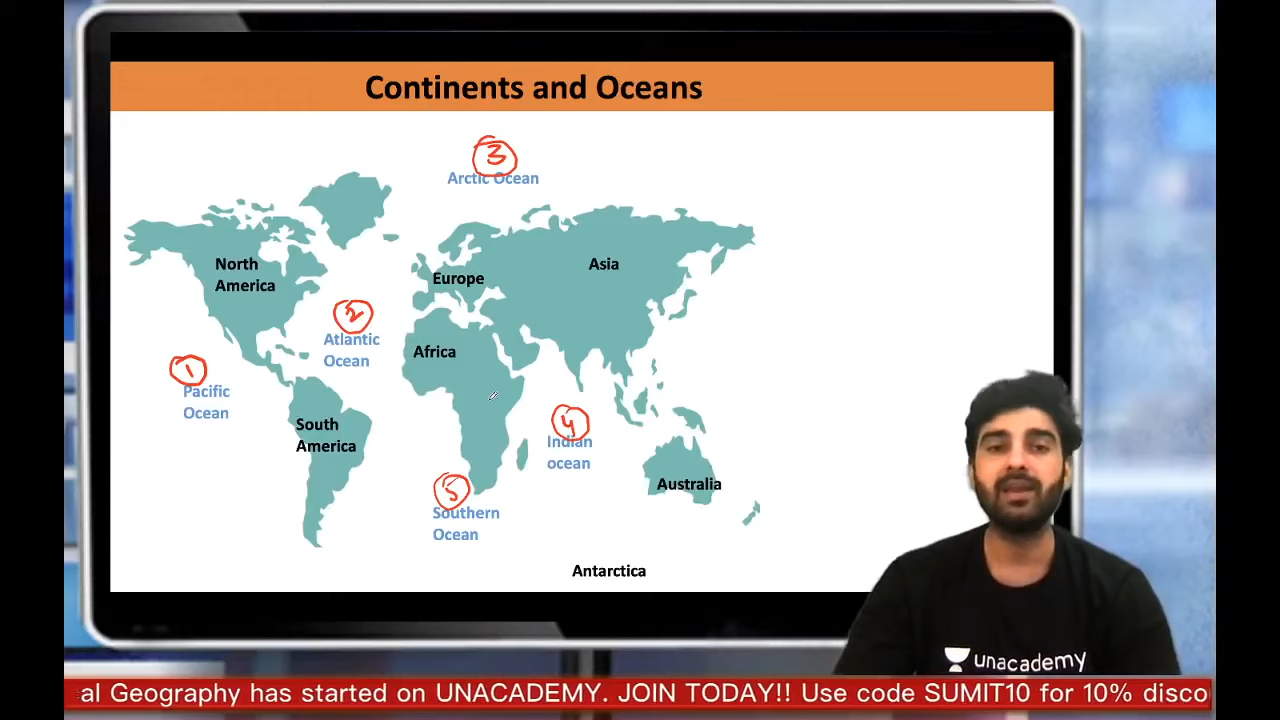 Continents and Oceans
3
Arctic Ocean
North
America
Europe
Asia
2
Atlantic
Ocean
Africa
1
Pacific
Ocean
South
America
4
Indian
ocean
5
Southern
Ocean
Australia
Antarctica
unacademy
al Geography has started on UNACADEMY. JOIN TODAY!! Use code SUMIT10 for 10% disco